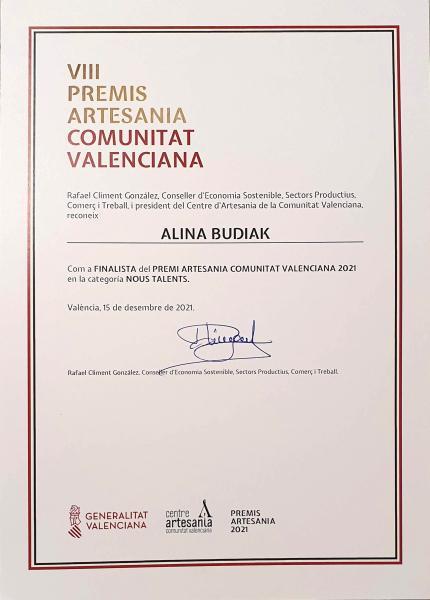 VIII
PREMIS
ARTESANIA
COMUNITAT
VALENCIANA
Rafael Climent González, Conseller d'Economia Sostenible, Sectors Productius,
Comerç i Treball, i president del Centre d'Artesania de la Comunitat Valenciana,
reconeix
ALINA BUDIAK
Com a FINALISTA del PREMI ARTESANIA COMUNITAT VALENCIANA 2021
en la categoría NOUS TALENTS.
València, 15 de desembre de 2021.
Rafael Climent González, Conseller d'Economia Sostenible, Sectors Productius, Comerç i Treball.
GENERALITAT
VALENCIANA
centre
artesania
comunitat valenciana
PREMIS
ARTESANIA
2021